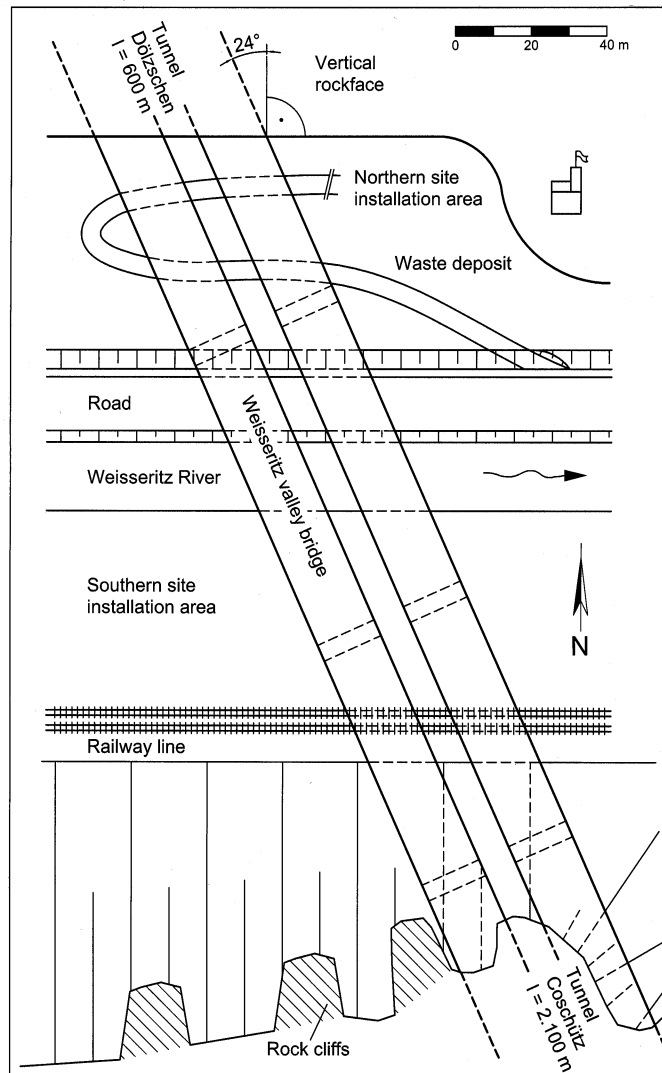 Tunnel
Dölzschen
l = 600 m
24°
Vertical
rockface
0 10 20 40 m
Northern site
installation area
Waste deposit
Road
Weisseritz valley bridge
Weisseritz River
Southern site
installation area
N
Railway line
Tunnel
Coschütz
l = 2.100 m
Rock cliffs